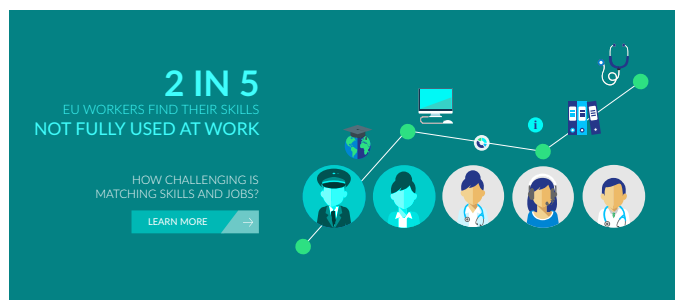 2 IN 5
EU WORKERS FIND THEIR SKILLS
NOT FULLY USED AT WORK
HOW CHALLENGING IS
MATCHING SKILLS AND JOBS?
LEARN MORE
i